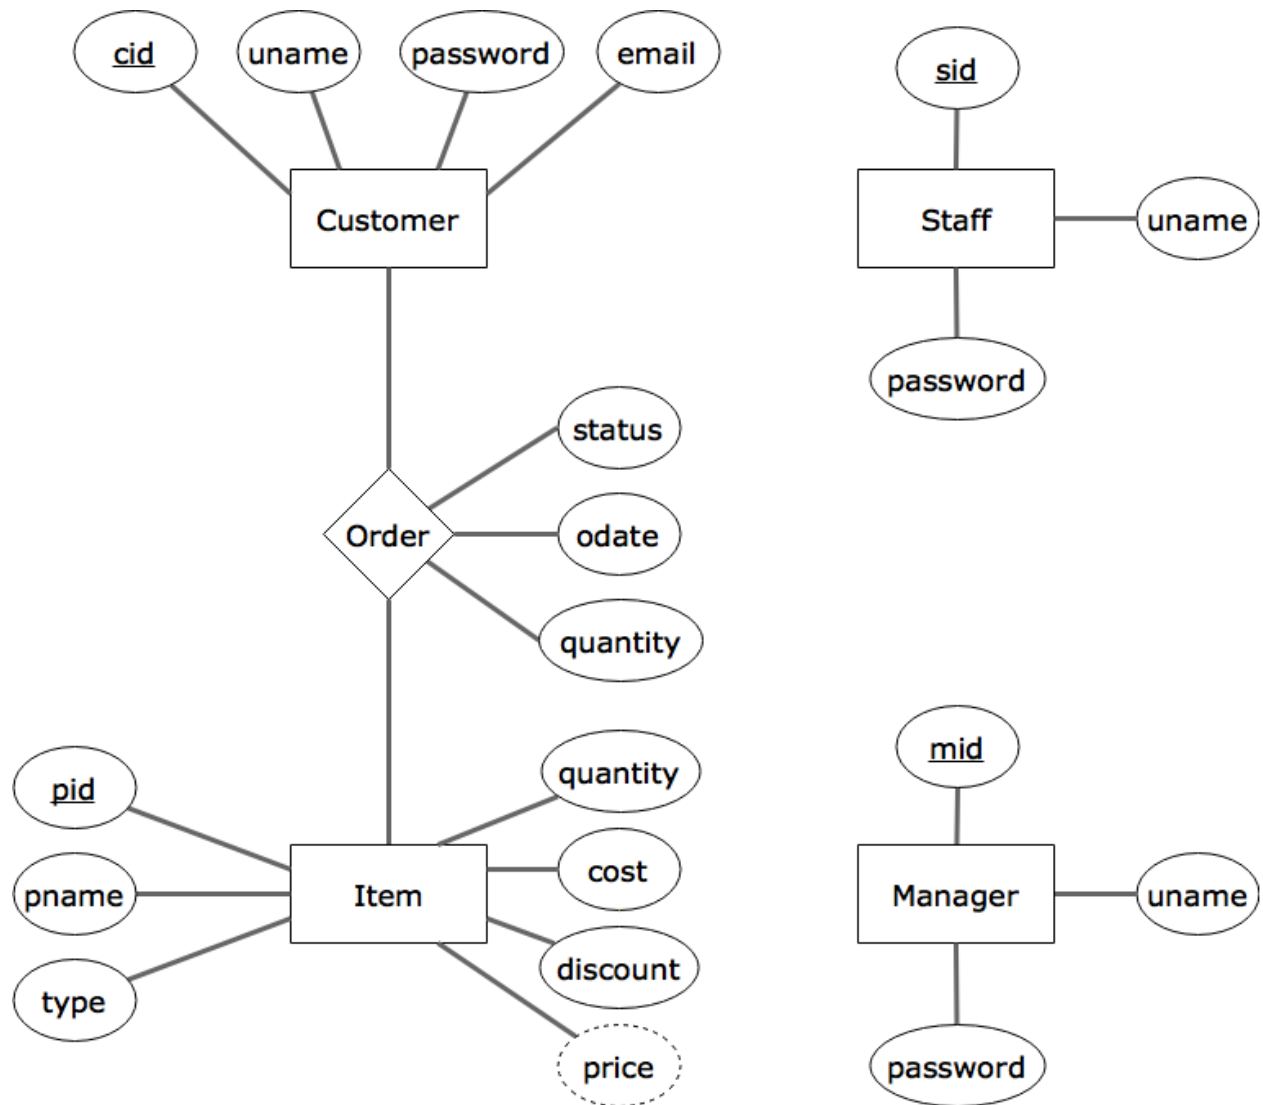 cid
uname
password
email
sid
Customer
Staff
uname
password
status
Order
odate
quantity
mid
quantity
pid
cost
pname
Item
Manager
uname
discount
type
price
password